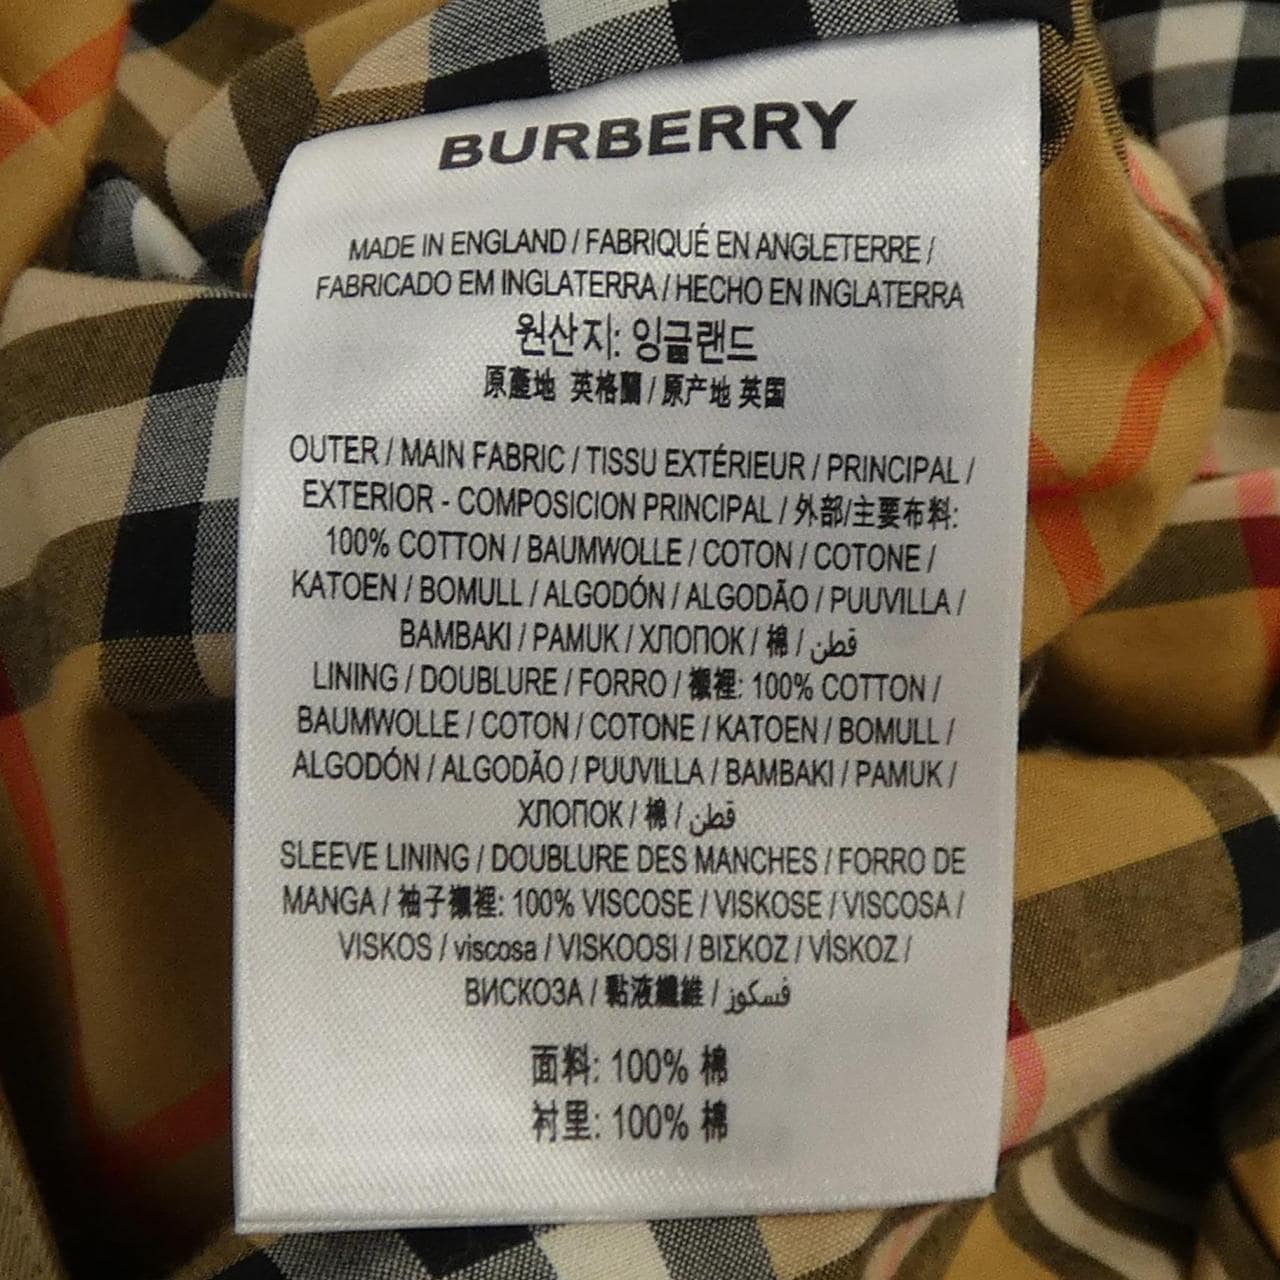 BURBERRY
MADE IN ENGLAND / FABRIQUÉ EN ANGLETERRE /
FABRICADO EM INGLATERRA / HECHO EN INGLATERRA
원산지: 잉글랜드
原產地 英格蘭 / 原产地 英国
OUTER / MAIN FABRIC / TISSU EXTÉRIEUR / PRINCIPAL /
EXTERIOR - COMPOSICION PRINCIPAL / 外部/主要布料:
100% COTTON / BAUMWOLLE / COTON / COTONE /
KATOEN / BOMULL / ALGODÓN / ALGODÃO / PUUVILLA /
BAMBAKI / PAMUK / ХЛОПОК / 棉 / قطن
LINING / DOUBLURE / FORRO / 襯裡: 100% COTTON /
BAUMWOLLE / COTON / COTONE / KATOEN / BOMULL /
ALGODÓN / ALGODÃO / PUUVILLA / BAMBAKI / PAMUK /
ХЛОПОК / 棉 / قطن
SLEEVE LINING / DOUBLURE DES MANCHES / FORRO DE
MANGA / 袖子襯裡: 100% VISCOSE / VISKOSE / VISCOSA /
VISKOS / viscosa / VISKOOSI / ΒΙΣΚΟΖ / VİSKOZ /
ВИСКОЗА / 黏液纖維 / فسكوز
面料: 100% 棉
衬里: 100% 棉